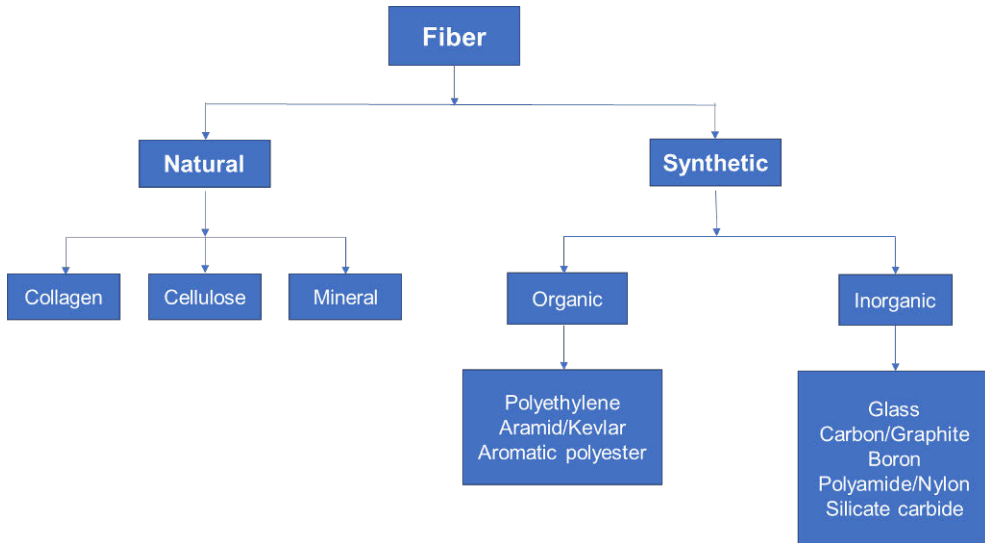 Fiber
Natural
Synthetic
Collagen
Cellulose
Mineral
Organic
Inorganic
Polyethylene
Aramid/Kevlar
Aromatic polyester
Glass
Carbon/Graphite
Boron
Polyamide/Nylon
Silicate carbide